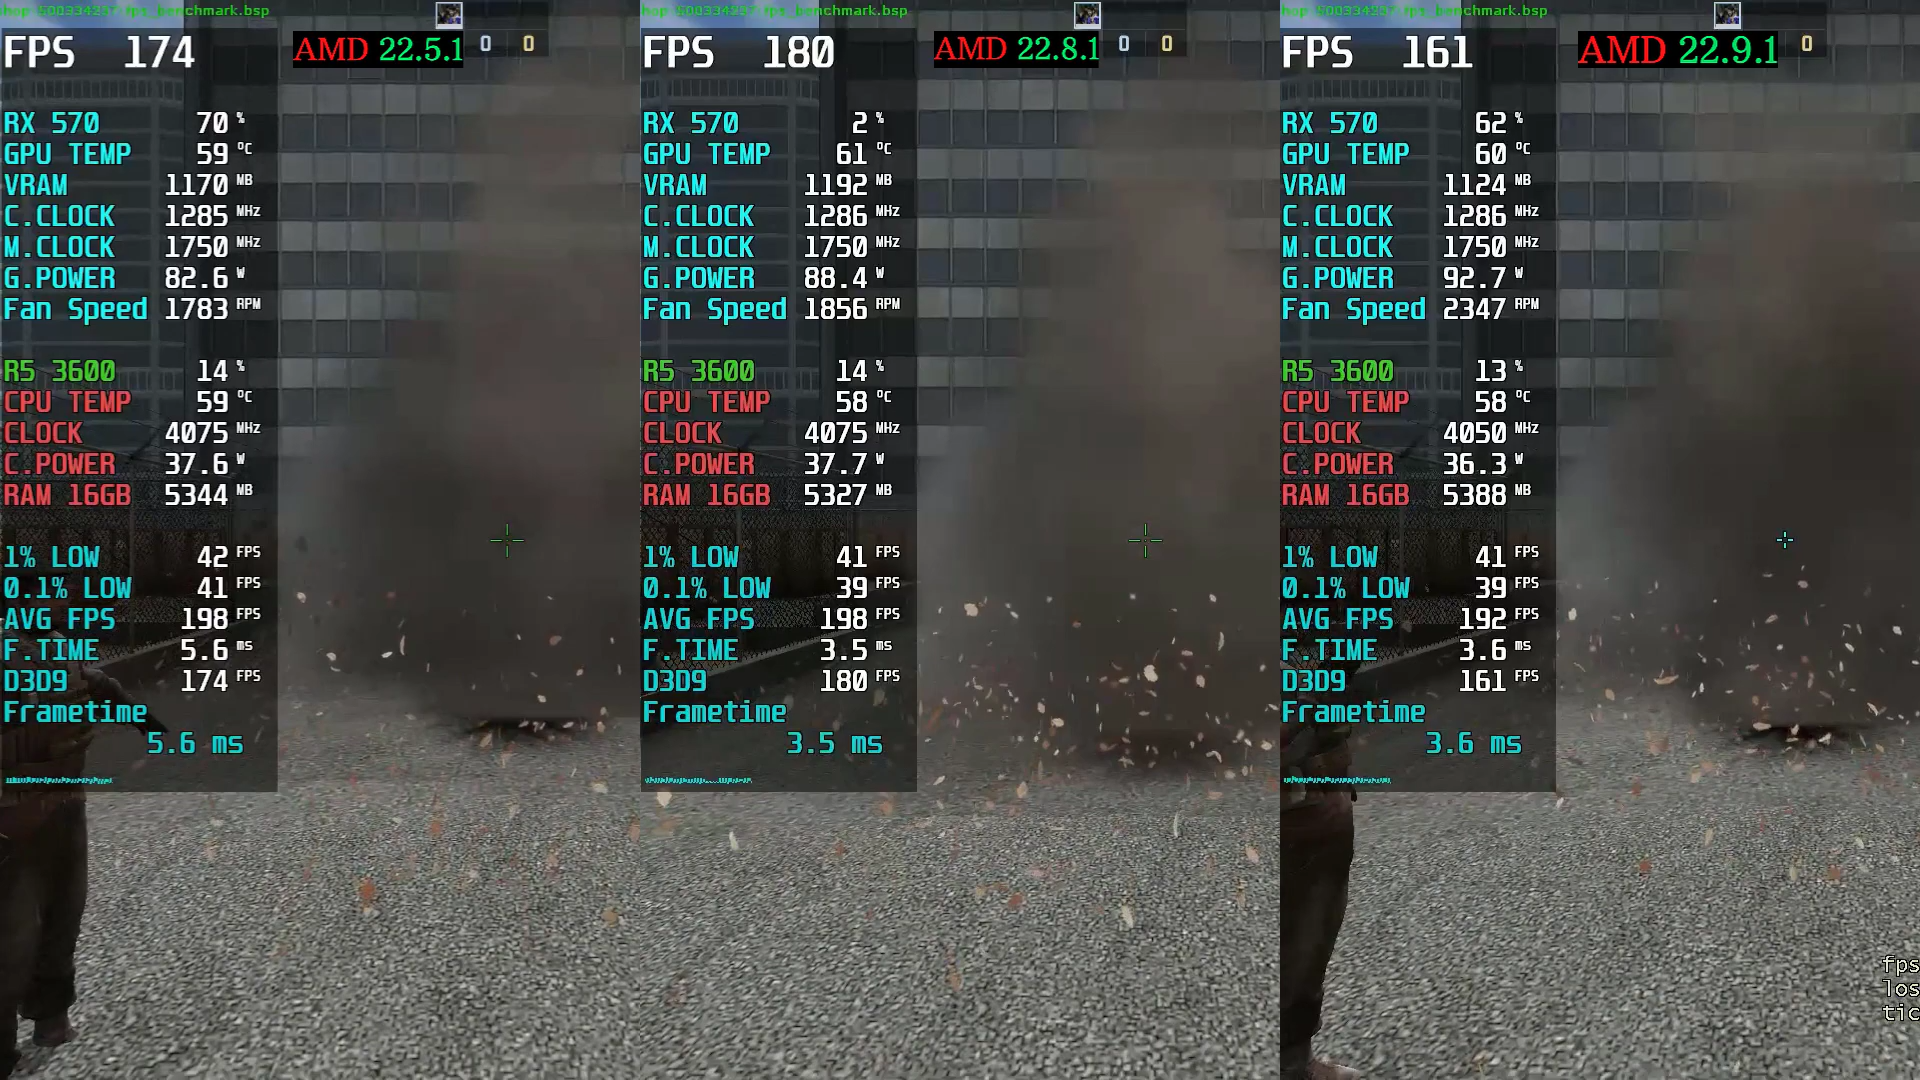 hop 500334237 fps_benchmark.bsp
FPS 174
AMD 22.5.1
0 0
RX 570 70 %
GPU TEMP 59 °C
VRAM 1170 MB
C.CLOCK 1285 MHz
M.CLOCK 1750 MHz
G.POWER 82.6 W
Fan Speed 1783 RPM
R5 3600 14 %
CPU TEMP 59 °C
CLOCK 4075 MHz
C.POWER 37.6 W
RAM 16GB 5344 MB
1% LOW 42 FPS
0.1% LOW 41 FPS
AVG FPS 198 FPS
F.TIME 5.6 ms
D3D9 174 FPS
Frametime
5.6 ms
fps_benchmark.bsp
FPS 180
AMD 22.8.1
0 0
RX 570 2 %
GPU TEMP 61 °C
VRAM 1192 MB
C.CLOCK 1286 MHz
M.CLOCK 1750 MHz
G.POWER 88.4 W
Fan Speed 1856 RPM
R5 3600 14 %
CPU TEMP 58 °C
CLOCK 4075 MHz
C.POWER 37.7 W
RAM 16GB 5327 MB
1% LOW 41 FPS
0.1% LOW 39 FPS
AVG FPS 198 FPS
F.TIME 3.5 ms
D3D9 180 FPS
Frametime
3.5 ms
fps_benchmark.bsp
FPS 161
AMD 22.9.1
0
RX 570 62 %
GPU TEMP 60 °C
VRAM 1124 MB
C.CLOCK 1286 MHz
M.CLOCK 1750 MHz
G.POWER 92.7 W
Fan Speed 2347 RPM
R5 3600 13 %
CPU TEMP 58 °C
CLOCK 4050 MHz
C.POWER 36.3 W
RAM 16GB 5388 MB
1% LOW 41 FPS
0.1% LOW 39 FPS
AVG FPS 192 FPS
F.TIME 3.6 ms
D3D9 161 FPS
Frametime
3.6 ms
fps
los
tic